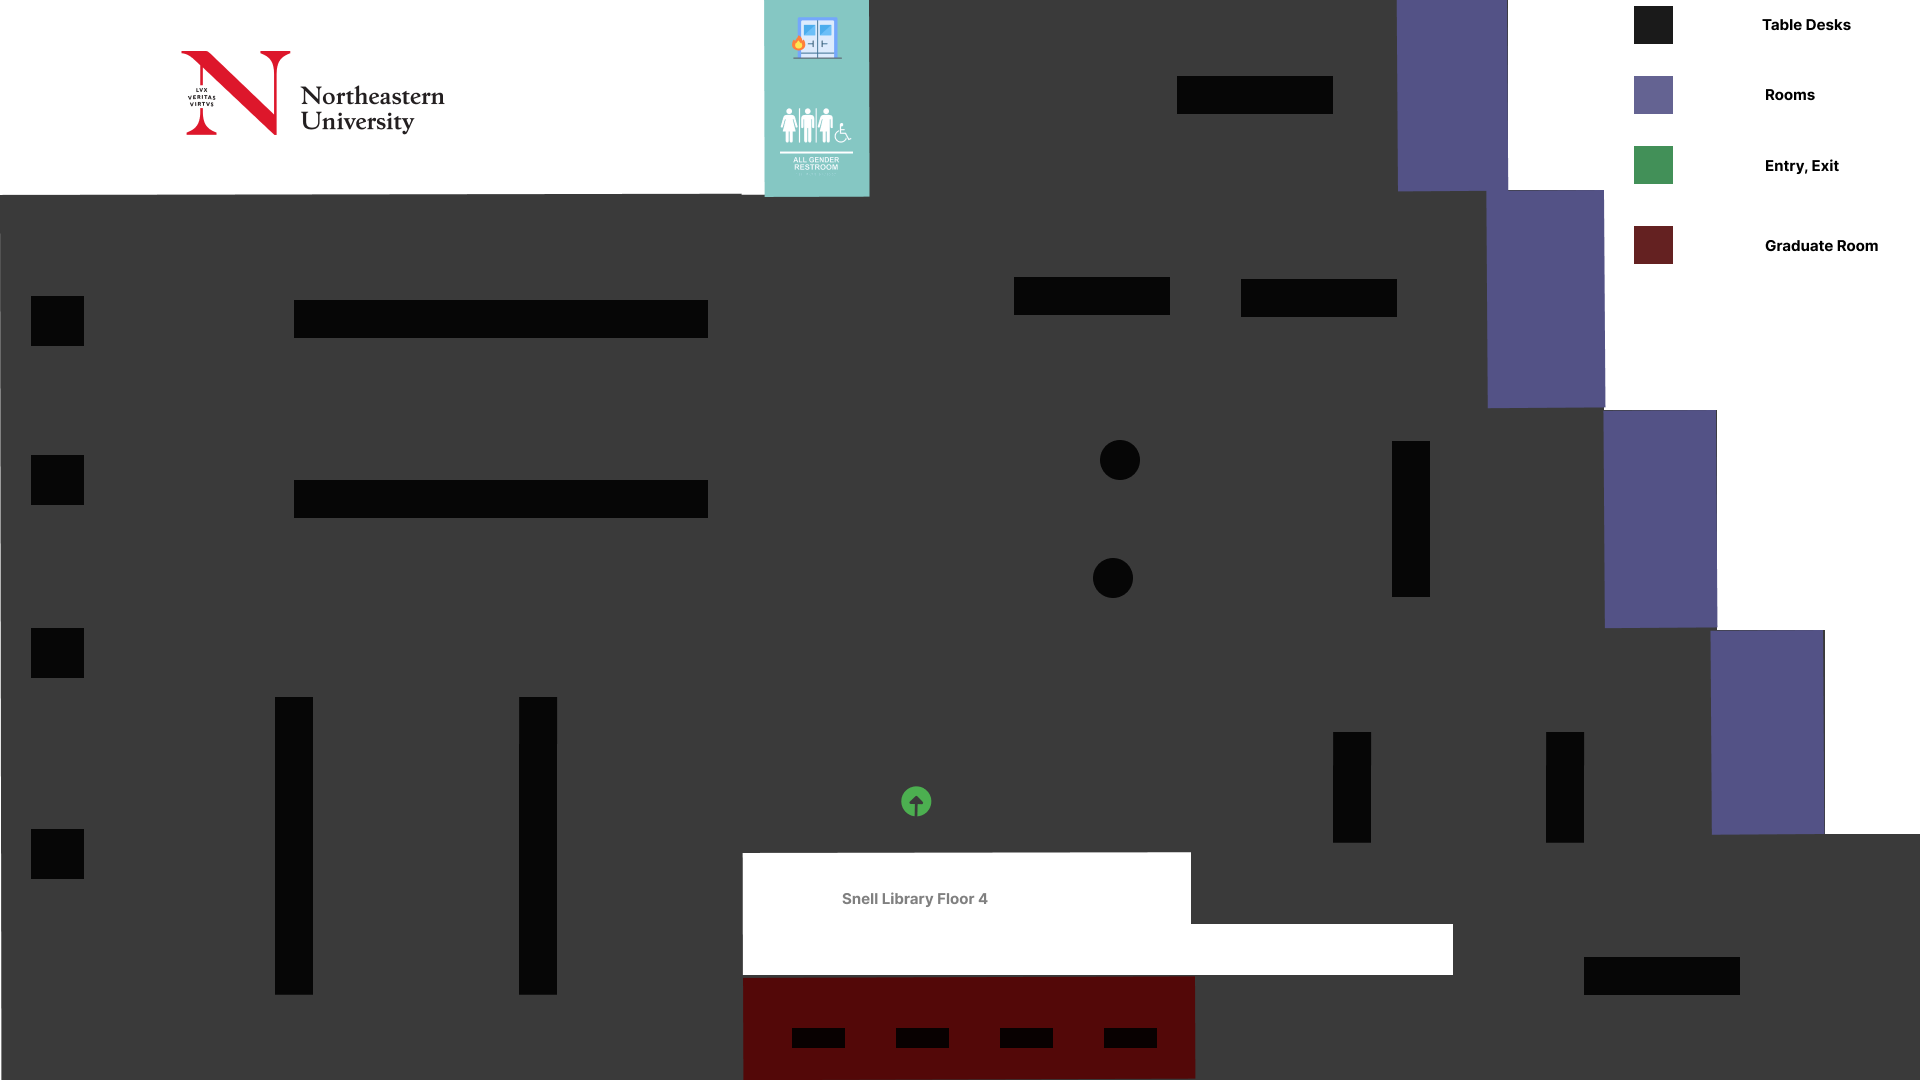 LVX
VERITAS
VIRTVS
Northeastern
University
ALL GENDER
RESTROOM
Table Desks
Rooms
Entry, Exit
Graduate Room
Snell Library Floor 4